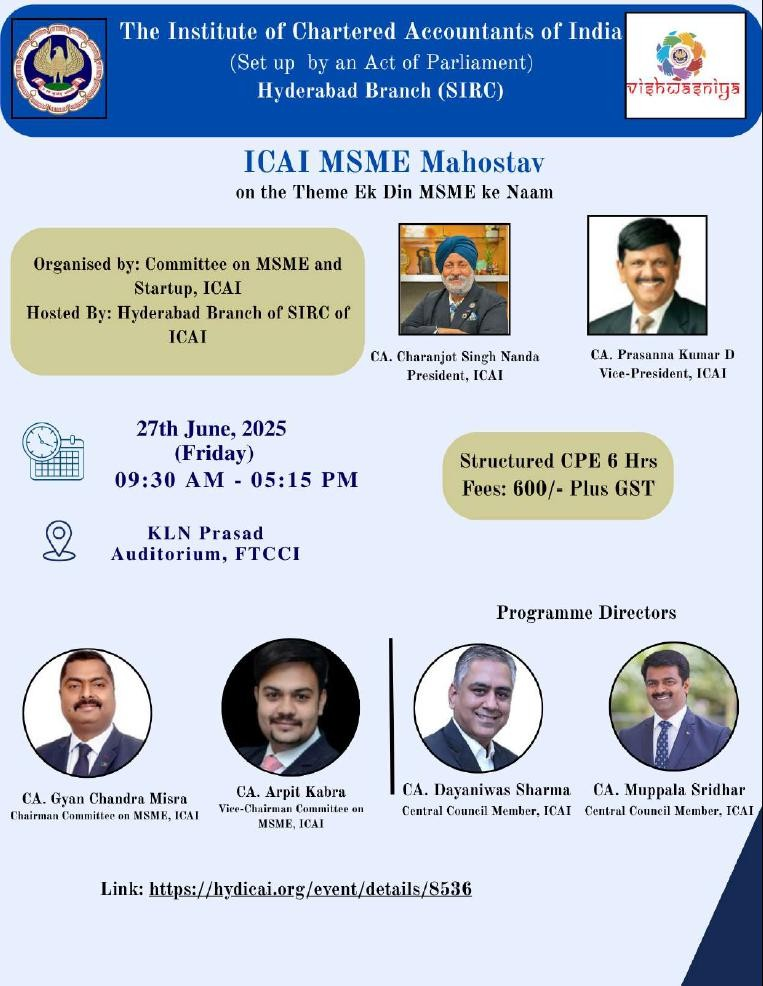 The Institute of Chartered Accountants of India
(Set up by an Act of Parliament)
Hyderabad Branch (SIRC)
vishwasniya
ICAI MSME Mahostav
on the Theme Ek Din MSME ke Naam
Organised by: Committee on MSME and
Startup, ICAI
Hosted By: Hyderabad Branch of SIRC of
ICAI
CA. Charanjot Singh Nanda
President, ICAI
CA. Prasanna Kumar D
Vice-President, ICAI
27th June, 2025
(Friday)
09:30 AM - 05:15 PM
Structured CPE 6 Hrs
Fees: 600/- Plus GST
KLN Prasad
Auditorium, FTCCI
Programme Directors
CA. Gyan Chandra Misra
Chairman Committee on MSME, ICAI
CA. Arpit Kabra
Vice-Chairman Committee on
MSME, ICAI
CA. Dayaniwas Sharma
Central Council Member, ICAI
CA. Muppala Sridhar
Central Council Member, ICAI
Link: https://hydicai.org/event/details/8536